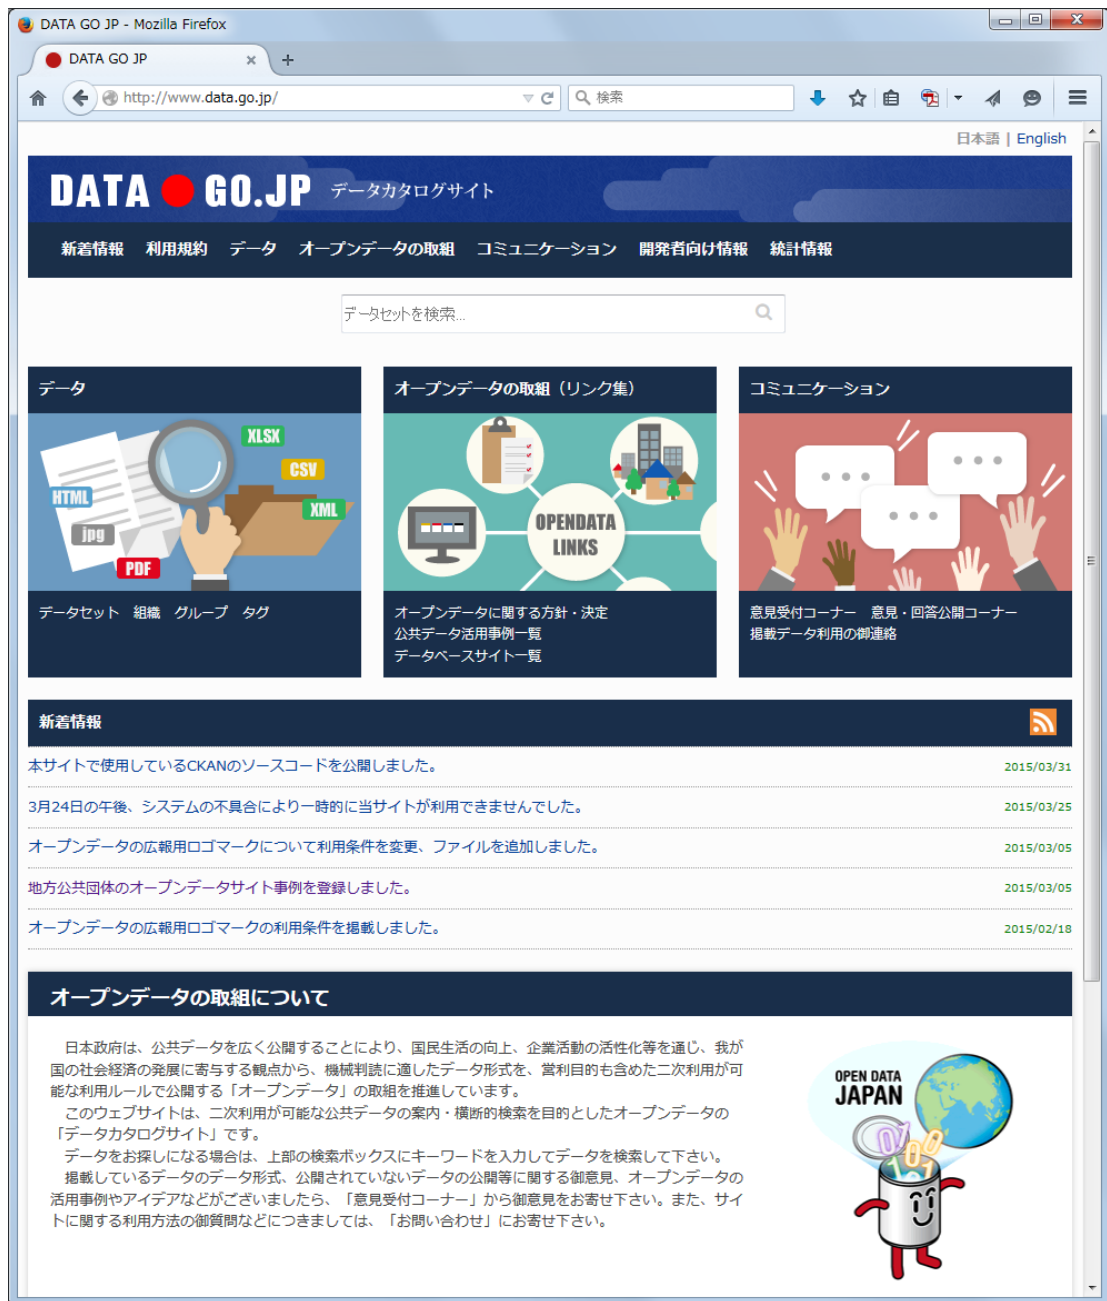 DATA GO JP - Mozilla Firefox
DATA GO JP
http://www.data.go.jp/
検索
日本語 | English
DATA GO.JP データカタログサイト
新着情報 利用規約 データ オープンデータの取組 コミュニケーション 開発者向け情報 統計情報
データセットを検索...
データ
XLSX
CSV
HTML
XML
jpg
PDF
データセット 組織 グループ タグ
オープンデータの取組（リンク集）
OPENDATA
LINKS
オープンデータに関する方針・決定
公共データ活用事例一覧
データベースサイト一覧
コミュニケーション
意見受付コーナー 意見・回答公開コーナー
掲載データ利用の御連絡
新着情報
本サイトで使用しているCKANのソースコードを公開しました。 2015/03/31
3月24日の午後、システムの不具合により一時的に当サイトが利用できませんでした。 2015/03/25
オープンデータの広報用ロゴマークについて利用条件を変更、ファイルを追加しました。 2015/03/05
地方公共団体のオープンデータサイト事例を登録しました。 2015/03/05
オープンデータの広報用ロゴマークの利用条件を掲載しました。 2015/02/18
オープンデータの取組について
日本政府は、公共データを広く公開することにより、国民生活の向上、企業活動の活性化等を通じ、我が
国の社会経済の発展に寄与する観点から、機械判読に適したデータ形式を、営利目的も含めた二次利用が可
能な利用ルールで公開する「オープンデータ」の取組を推進しています。
このウェブサイトは、二次利用が可能な公共データの案内・横断的検索を目的としたオープンデータの
「データカタログサイト」です。
データをお探しになる場合は、上部の検索ボックスにキーワードを入力してデータを検索して下さい。
掲載しているデータのデータ形式、公開されていないデータの公開等に関する御意見、オープンデータの
活用事例やアイデアなどがございましたら、「意見受付コーナー」から御意見をお寄せ下さい。また、サイ
トに関する利用方法の御質問などにつきましては、「お問い合わせ」にお寄せ下さい。
OPEN DATA
JAPAN